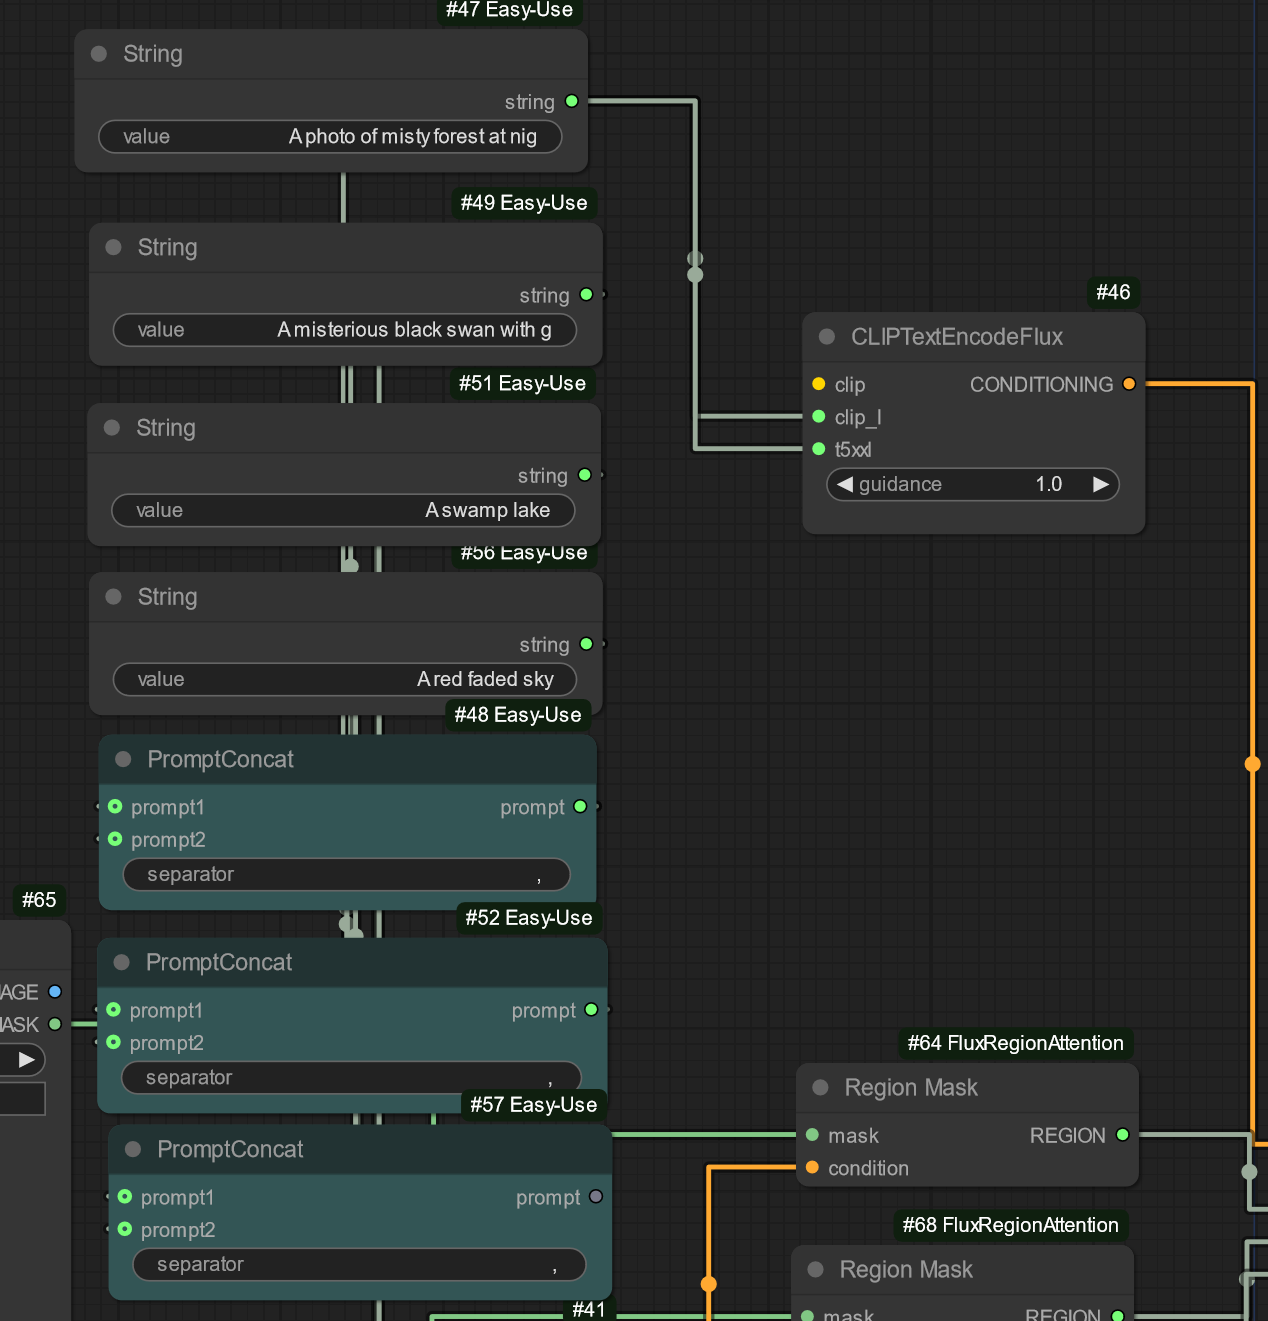 #47 Easy-Use
String
string
value A photo of misty forest at nig
#49 Easy-Use
String
string
value A misterious black swan with g
#51 Easy-Use
String
string
value A swamp lake
#56 Easy-Use
String
string
value A red faded sky
#48 Easy-Use
PromptConcat
prompt1 prompt
prompt2
separator ,
#65
AGE
ASK
#52 Easy-Use
PromptConcat
prompt1 prompt
prompt2
separator ,
#57 Easy-Use
PromptConcat
prompt1 prompt
prompt2
separator ,
#41
#46
CLIPTextEncodeFlux
clip CONDITIONING
clip_l
t5xxl
guidance 1.0
#64 FluxRegionAttention
Region Mask
mask REGION
condition
#68 FluxRegionAttention
Region Mask
mask REGION